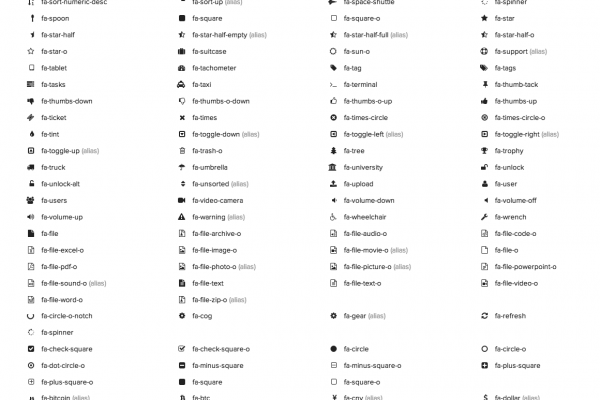 fa-sort-numeric-desc fa-sort-up (alias) fa-space-shuttle fa-spinner
fa-spoon fa-square fa-square-o fa-star
fa-star-half fa-star-half-empty (alias) fa-star-half-full (alias) fa-star-half-o
fa-star-o fa-suitcase fa-sun-o fa-support (alias)
fa-tablet fa-tachometer fa-tag fa-tags
fa-tasks fa-taxi fa-terminal fa-thumb-tack
fa-thumbs-down fa-thumbs-o-down fa-thumbs-o-up fa-thumbs-up
fa-ticket fa-times fa-times-circle fa-times-circle-o
fa-tint fa-toggle-down (alias) fa-toggle-left (alias) fa-toggle-right (alias)
fa-toggle-up (alias) fa-trash-o fa-tree fa-trophy
fa-truck fa-umbrella fa-university fa-unlock
fa-unlock-alt fa-unsorted (alias) fa-upload fa-user
fa-users fa-video-camera fa-volume-down fa-volume-off
fa-volume-up fa-warning (alias) fa-wheelchair fa-wrench
fa-file fa-file-archive-o fa-file-audio-o fa-file-code-o
fa-file-excel-o fa-file-image-o fa-file-movie-o (alias) fa-file-o
fa-file-pdf-o fa-file-photo-o (alias) fa-file-picture-o (alias) fa-file-powerpoint-o
fa-file-sound-o (alias) fa-file-text fa-file-text-o fa-file-video-o
fa-file-word-o fa-file-zip-o (alias)
fa-circle-o-notch fa-cog fa-gear (alias) fa-refresh
fa-spinner
fa-check-square fa-check-square-o fa-circle fa-circle-o
fa-dot-circle-o fa-minus-square fa-minus-square-o fa-plus-square
fa-plus-square-o fa-square fa-square-o
fa-bitcoin (alias) fa-btc fa-cny (alias) fa-dollar (alias)